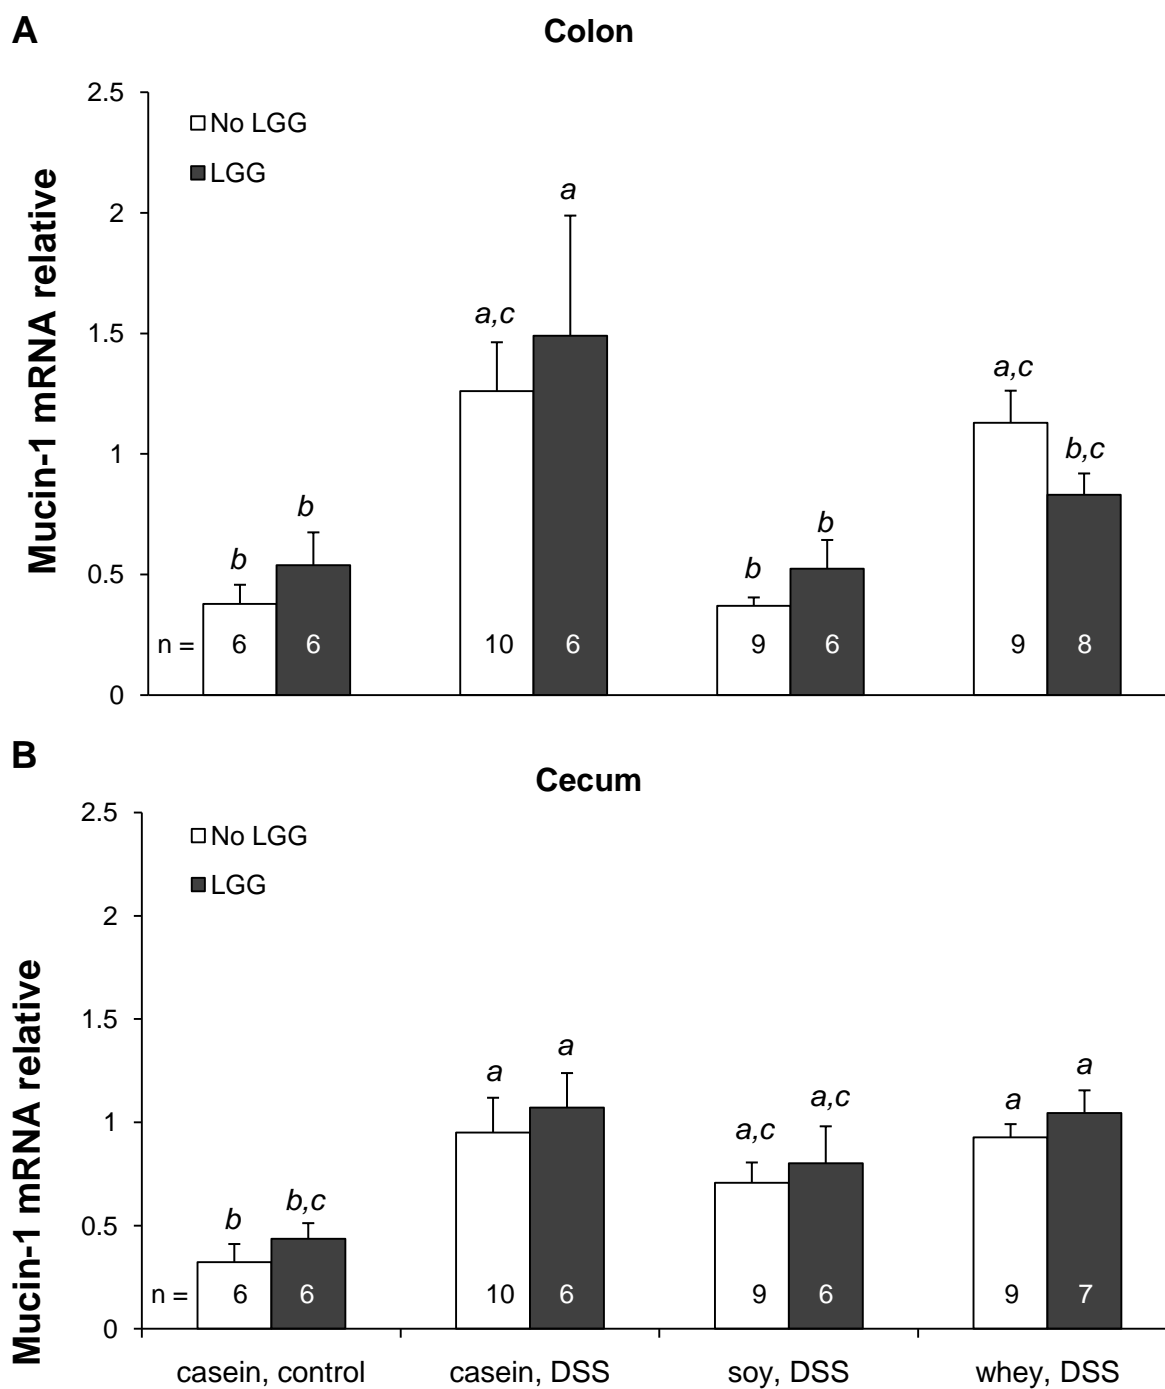 A
Colon
Mucin-1 mRNA relative
2.5
2
1.5
1
0.5
0
No LGG
LGG
b
b
a,c
a
b
b
a,c
b,c
n =
6
6
10
6
9
6
9
8
B
Cecum
Mucin-1 mRNA relative
2.5
2
1.5
1
0.5
0
No LGG
LGG
b
b,c
a
a
a,c
a,c
a
a
n =
6
6
10
6
9
6
9
7
casein, control
casein, DSS
soy, DSS
whey, DSS